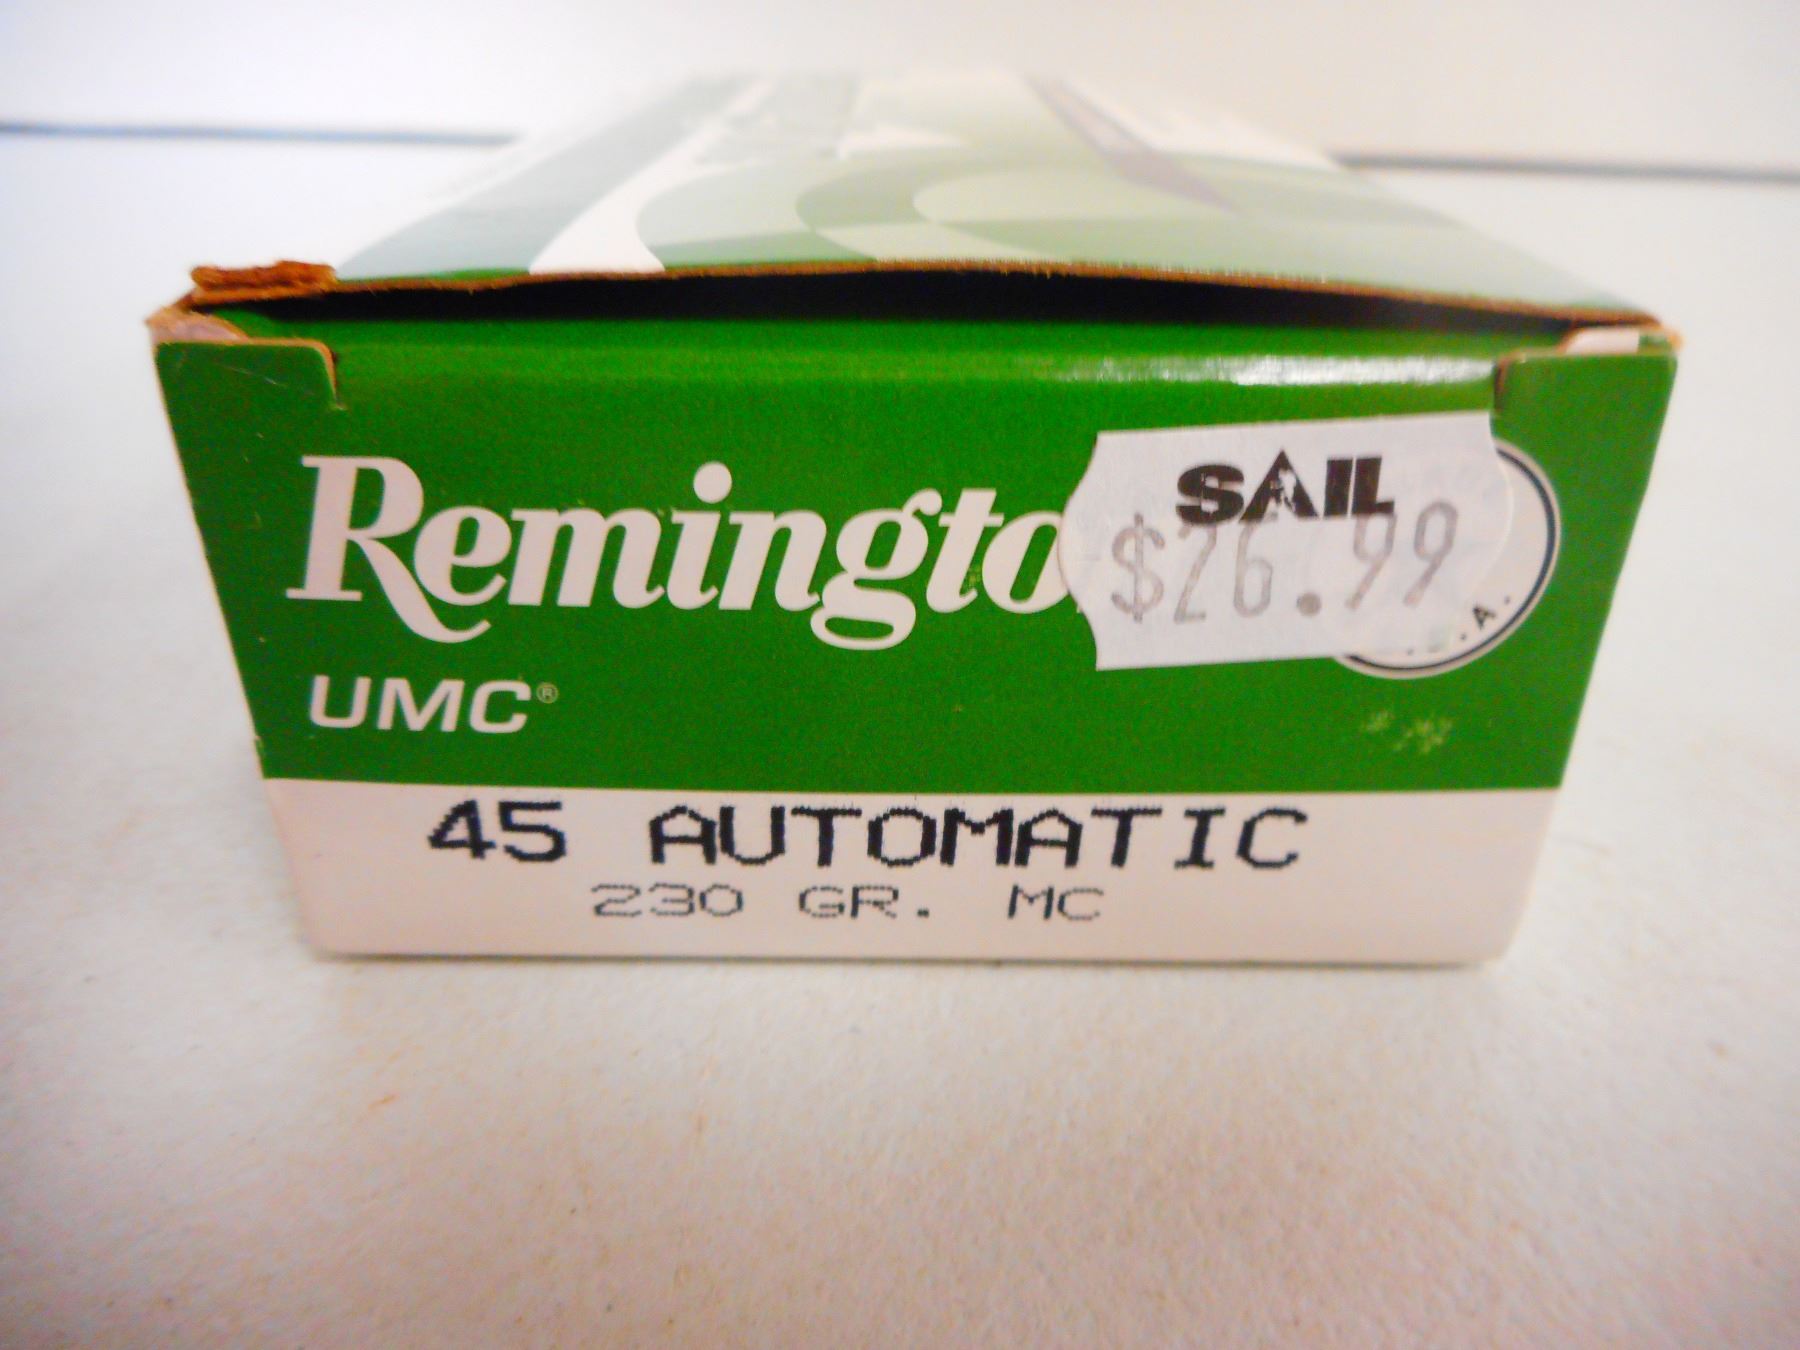 Remingto
SAIL
$26.99
.A.
UMC®
45 AUTOMATIC
230 GR. MC